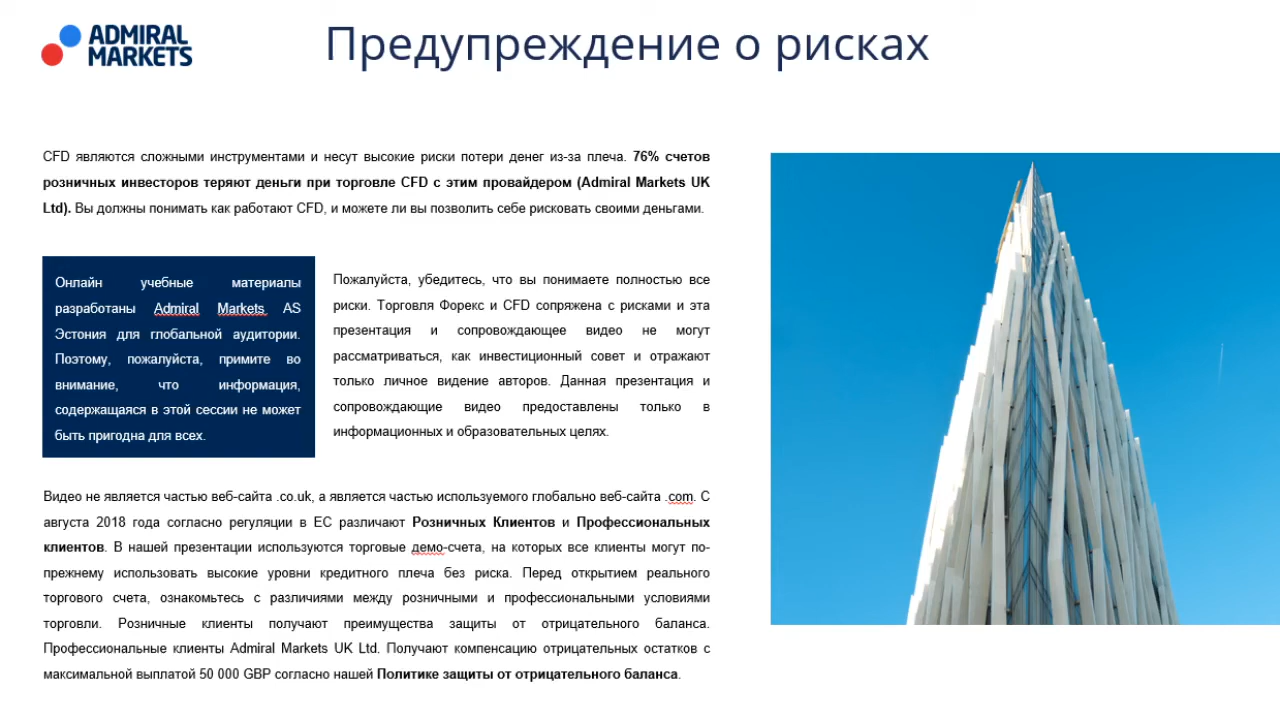 ADMIRAL
MARKETS
Предупреждение о рисках
CFD являются сложными инструментами и несут высокие риски потери денег из-за плеча. 76% счетов
розничных инвесторов теряют деньги при торговле CFD с этим провайдером (Admiral Markets UK
Ltd). Вы должны понимать как работают CFD, и можете ли вы позволить себе рисковать своими деньгами.
Онлайн учебные материалы
разработаны Admiral Markets AS
Эстония для глобальной аудитории.
Поэтому, пожалуйста, примите во
внимание, что информация,
содержащаяся в этой сессии не может
быть пригодна для всех.
Пожалуйста, убедитесь, что вы понимаете полностью все
риски. Торговля Форекс и CFD сопряжена с рисками и эта
презентация и сопровождающее видео не могут
рассматриваться, как инвестиционный совет и отражают
только личное видение авторов. Данная презентация и
сопровождающие видео предоставлены только в
информационных и образовательных целях.
Видео не является частью веб-сайта .co.uk, а является частью используемого глобально веб-сайта .com. С
августа 2018 года согласно регуляции в ЕС различают Розничных Клиентов и Профессиональных
клиентов. В нашей презентации используются торговые демо-счета, на которых все клиенты могут по-
прежнему использовать высокие уровни кредитного плеча без риска. Перед открытием реального
торгового счета, ознакомьтесь с различиями между розничными и профессиональными условиями
торговли. Розничные клиенты получают преимущества защиты от отрицательного баланса.
Профессиональные клиенты Admiral Markets UK Ltd. Получают компенсацию отрицательных остатков с
максимальной выплатой 50 000 GBP согласно нашей Политике защиты от отрицательного баланса.